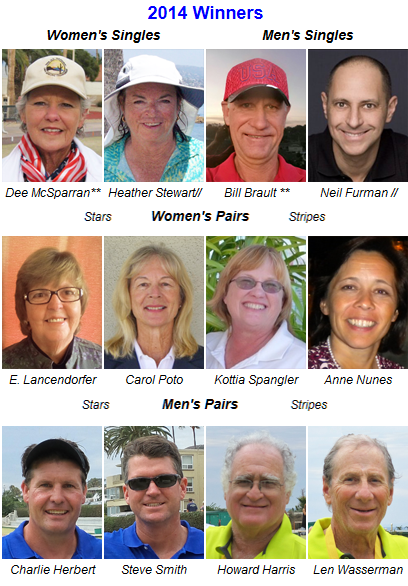 2014 Winners
Women's Singles Men's Singles
USA
Dee McSparran** Heather Stewart// Bill Brault ** Neil Furman //
Stars Women's Pairs Stripes
E. Lancendorfer Carol Poto Kottia Spangler Anne Nunes
Stars Men's Pairs Stripes
Charlie Herbert Steve Smith Howard Harris Len Wasserman